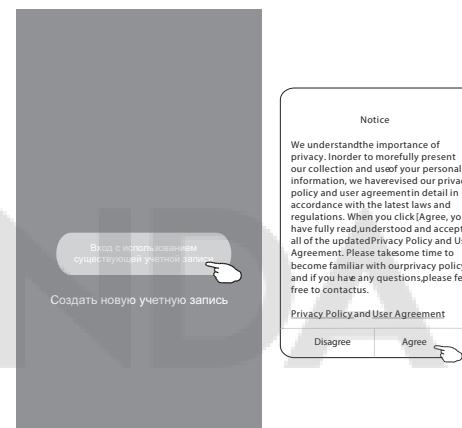 Вход с использованием
существующей учетной записи
Создать новую учетную запись
Notice
We understandthe importance of
privacy. Inorder to morefully present
our collection and useof your personal
information, we haverevised our
policy and user agreementin detail in
accordance with the latest laws and
regulations. When you click[Agree,
have fully read,understood and accept
all of the updatedPrivacy Policy and
Agreement. Please takesome time to
become familiar with ourprivacy
and if you have any questions,please
free to contactus.
Privacy Policy and User Agreement
Disagree
Agree